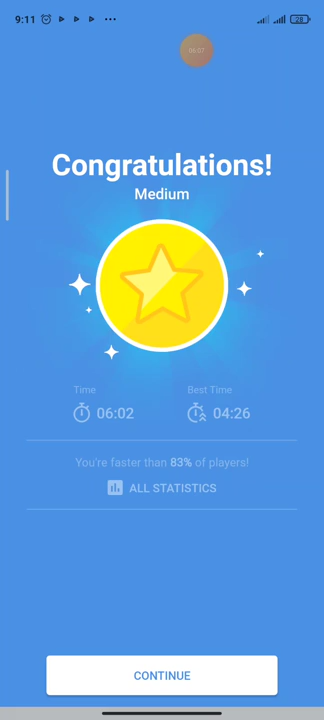 9:11
28
06:07
Congratulations!
Medium
Time
Best Time
06:02
04:26
You're faster than 83% of players!
ALL STATISTICS
CONTINUE